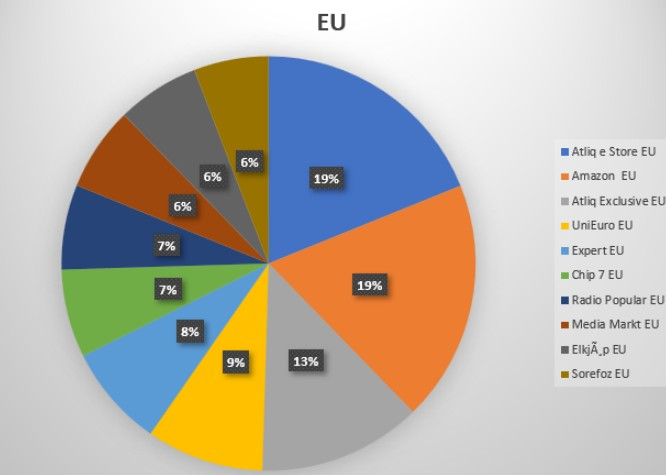 EU
19%
19%
13%
9%
8%
7%
7%
6%
6%
6%
Atliq e Store EU
Amazon  EU
Atliq Exclusive EU
UniEuro EU
Expert EU
Chip 7 EU
Radio Popular EU
Media Markt EU
ElkjÃ¸p EU
Sorefoz EU